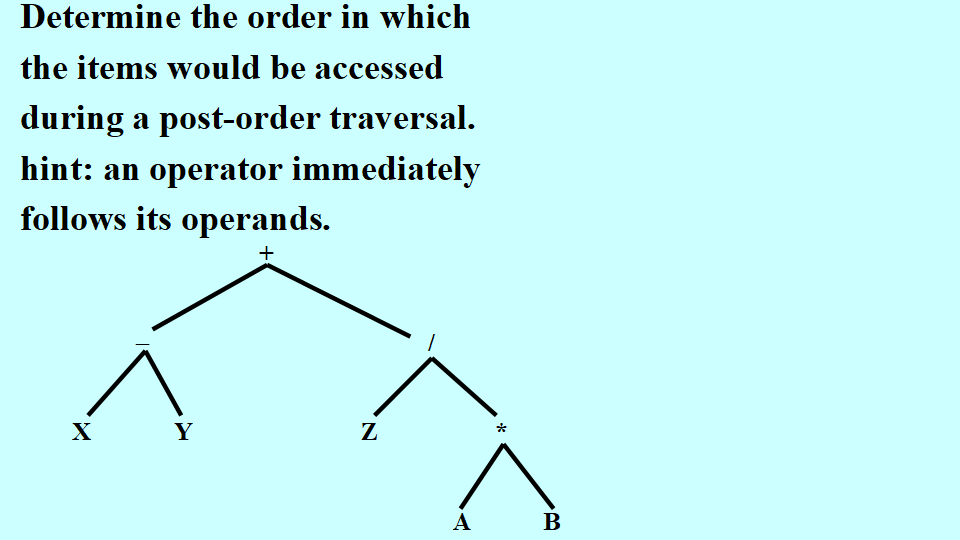 Determine the order in which
the items would be accessed
during a post-order traversal.
hint: an operator immediately
follows its operands.
+
– /
X Y Z *
A B